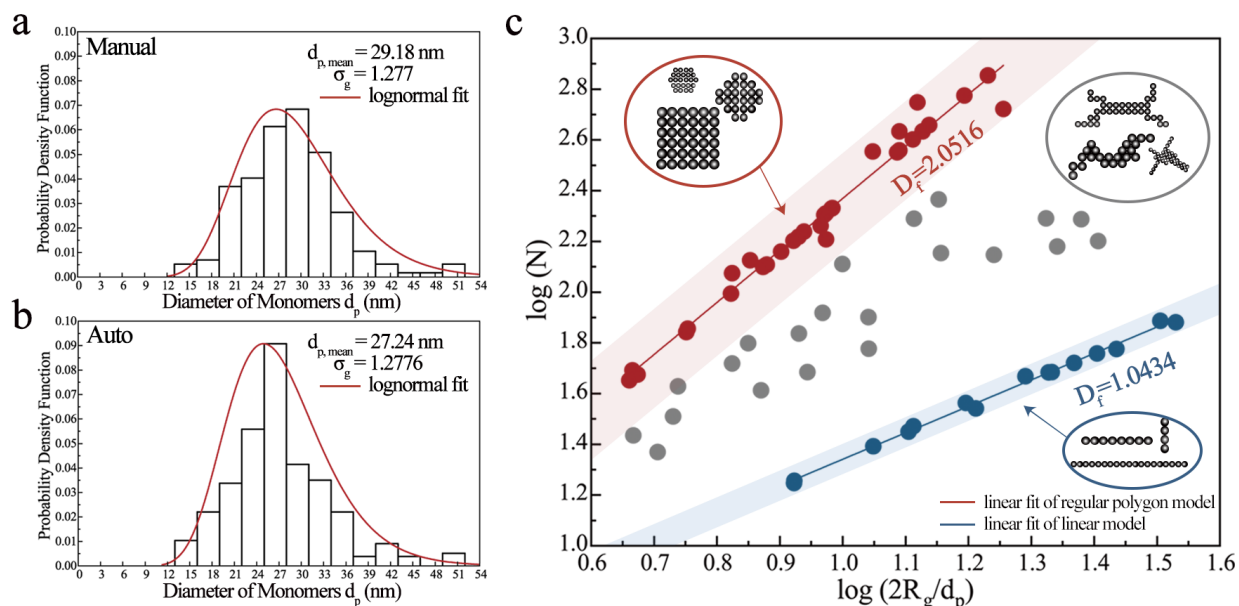 a
Manual
d_p, mean = 29.18 nm
σ_g = 1.277
lognormal fit
Probability Density Function
0.10
0.09
0.08
0.07
0.06
0.05
0.04
0.03
0.02
0.01
0.00
0 3 6 9 12 15 18 21 24 27 30 33 36 39 42 45 48 51 54
Diameter of Monomers d_p (nm)
b
Auto
d_p, mean = 27.24 nm
σ_g = 1.2776
lognormal fit
Probability Density Function
0.10
0.09
0.08
0.07
0.06
0.05
0.04
0.03
0.02
0.01
0.00
0 3 6 9 12 15 18 21 24 27 30 33 36 39 42 45 48 51 54
Diameter of Monomers d_p (nm)
c
log (N)
3.0
2.8
2.6
2.4
2.2
2.0
1.8
1.6
1.4
1.2
1.0
D_f=2.0516
D_f=1.0434
linear fit of regular polygon model
linear fit of linear model
0.6 0.7 0.8 0.9 1.0 1.1 1.2 1.3 1.4 1.5 1.6
log (2R_g/d_p)